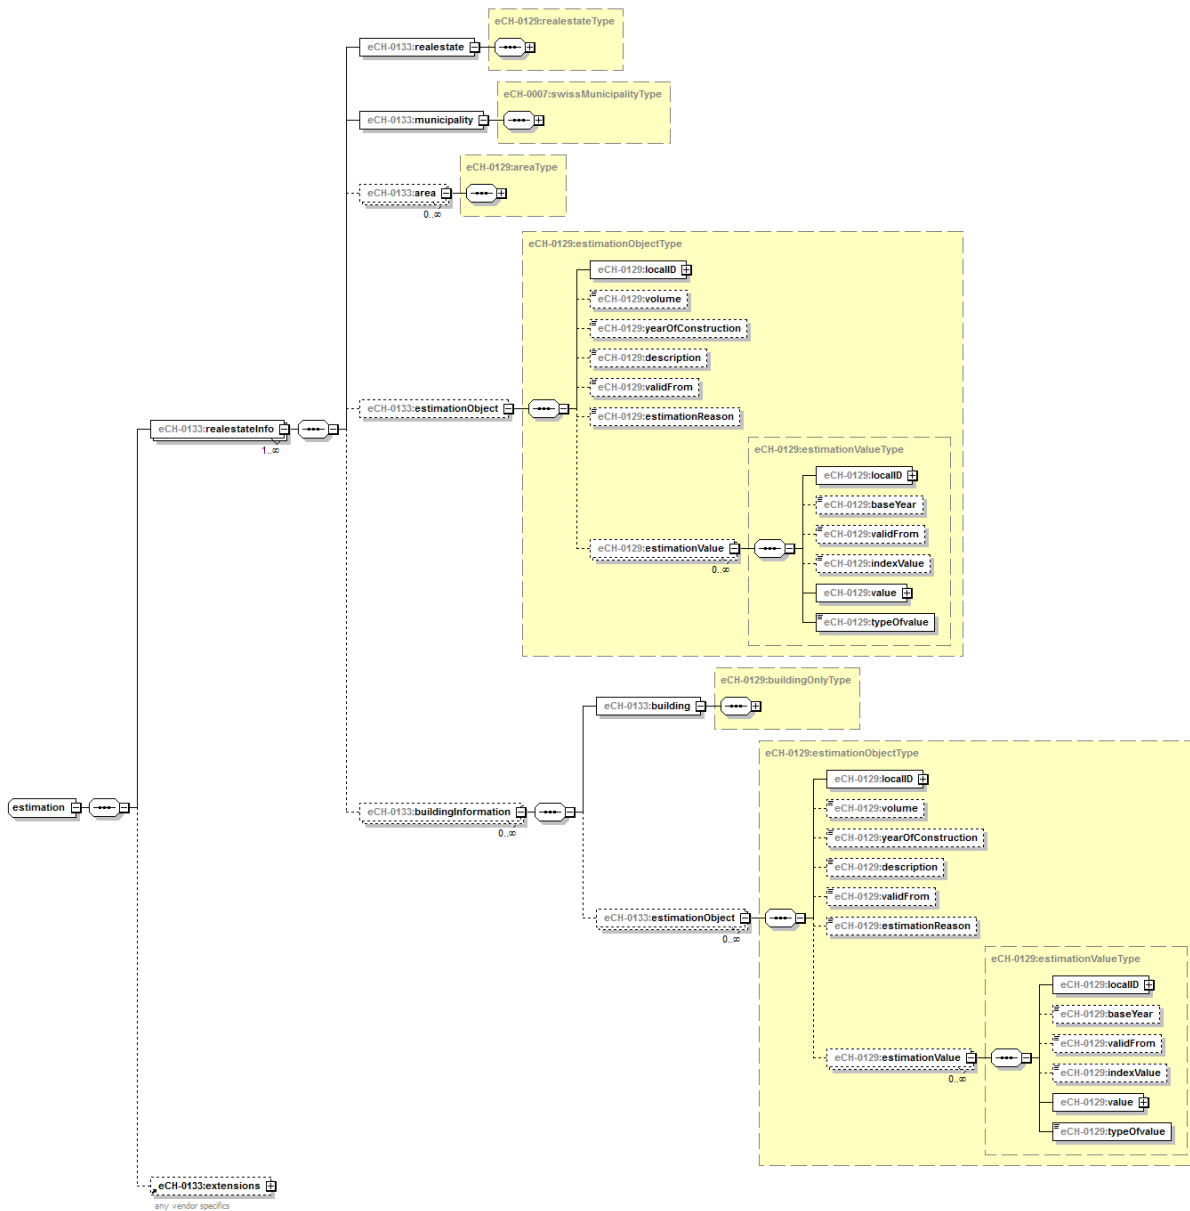 eCH-0129:realestateType
eCH-0133:realestate
eCH-0007:swissMunicipalityType
eCH-0133:municipality
eCH-0129:areaType
eCH-0133:area
0..∞
eCH-0129:estimationObjectType
eCH-0129:localID
eCH-0129:volume
eCH-0129:yearOfConstruction
eCH-0129:description
eCH-0129:validFrom
eCH-0133:estimationObject
eCH-0129:estimationReason
eCH-0133:realestateInfo
1..∞
eCH-0129:estimationValueType
eCH-0129:localID
eCH-0129:baseYear
eCH-0129:validFrom
eCH-0129:estimationValue
0..∞
eCH-0129:indexValue
eCH-0129:value
eCH-0129:typeOfvalue
eCH-0129:buildingOnlyType
eCH-0133:building
eCH-0129:estimationObjectType
eCH-0129:localID
estimation
eCH-0133:buildingInformation
0..∞
eCH-0129:volume
eCH-0129:yearOfConstruction
eCH-0129:description
eCH-0129:validFrom
eCH-0133:estimationObject
0..∞
eCH-0129:estimationReason
eCH-0129:estimationValueType
eCH-0129:localID
eCH-0129:baseYear
eCH-0129:validFrom
eCH-0129:estimationValue
0..∞
eCH-0129:indexValue
eCH-0129:value
eCH-0129:typeOfvalue
eCH-0133:extensions
any vendor specifics